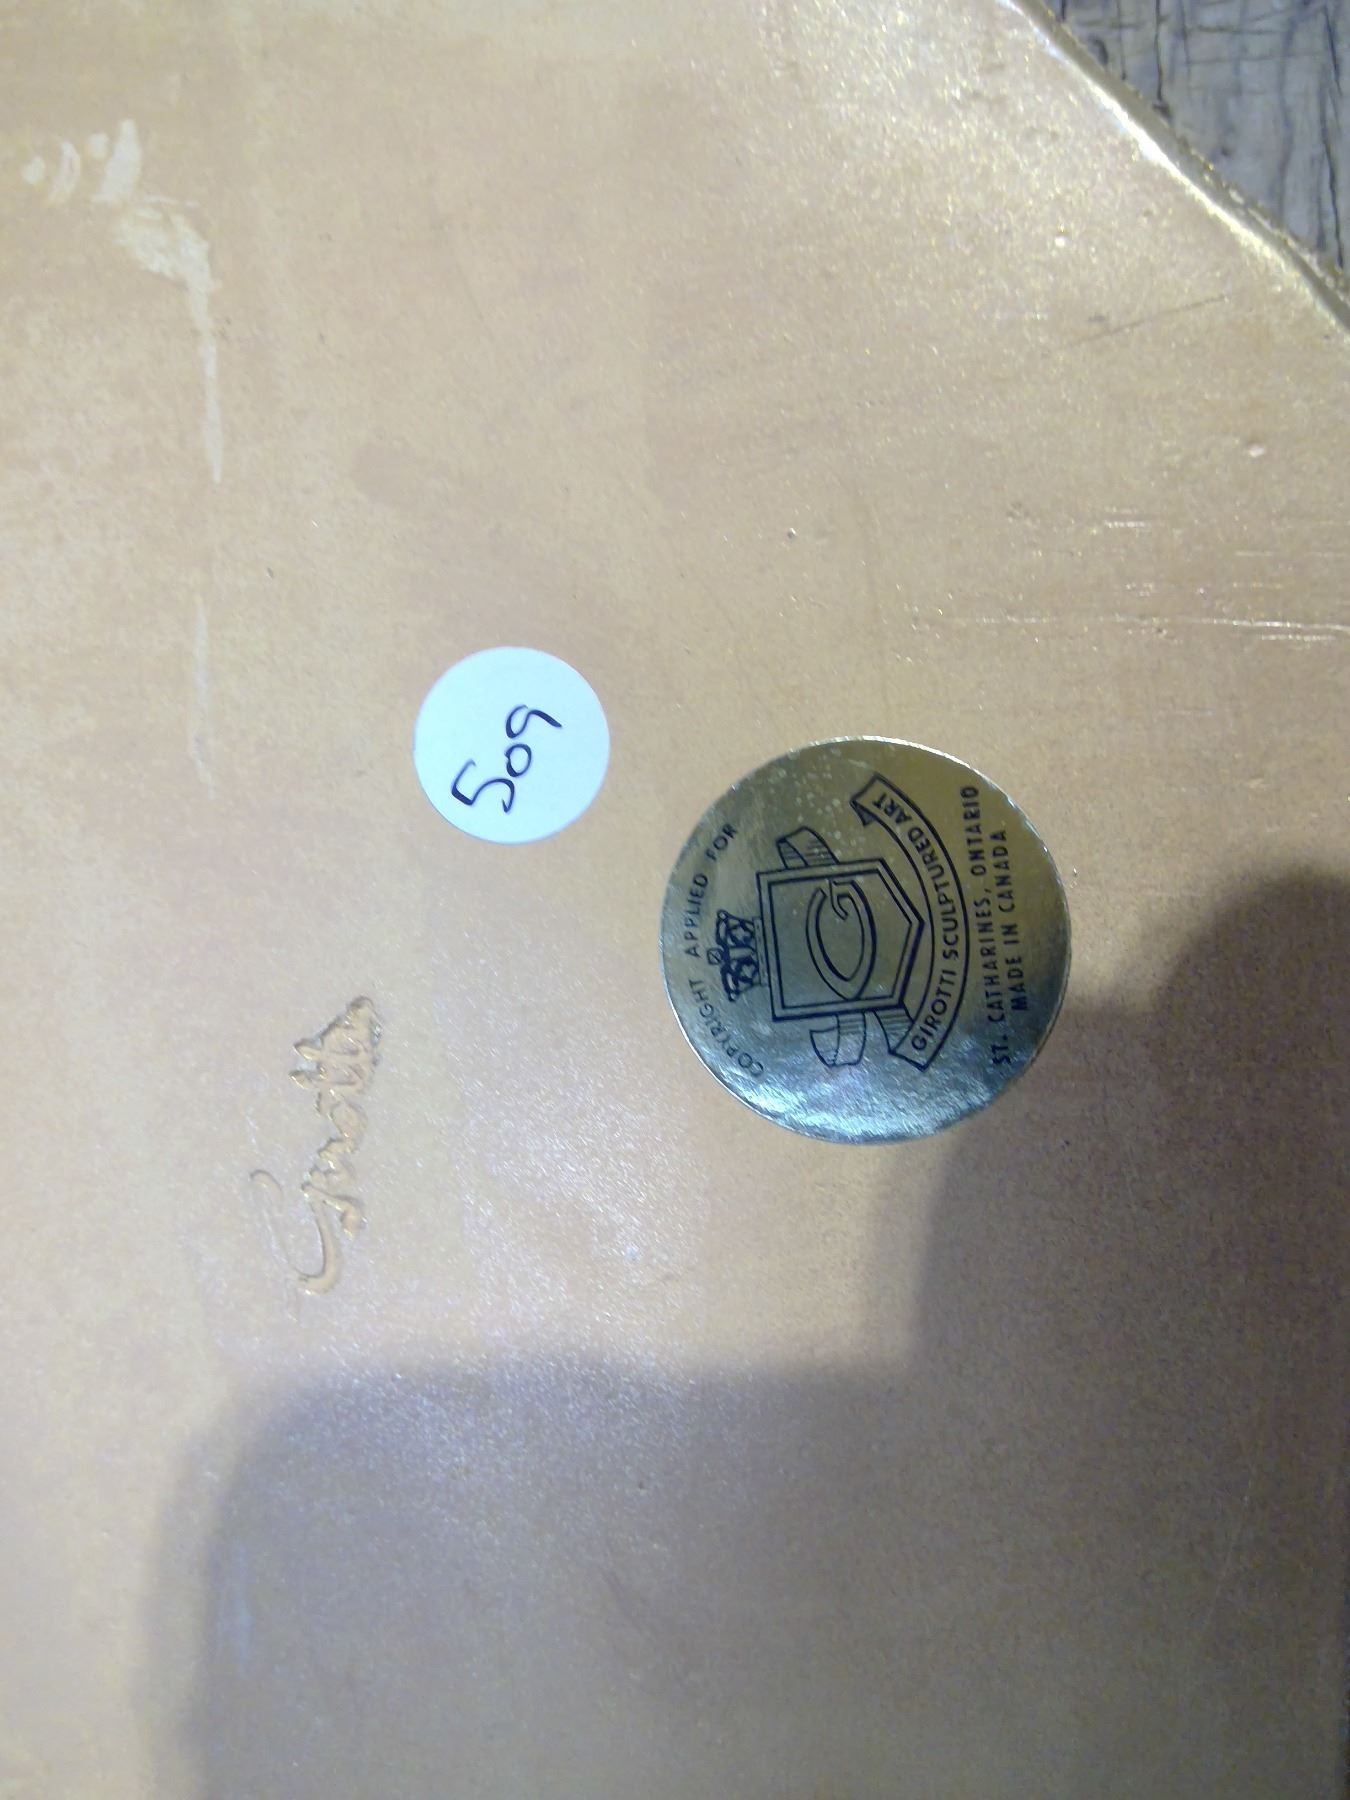 509
COPYRIGHT APPLIED FOR
G
GIROTTI SCULPTURED ART
ST. CATHARINES, ONTARIO
MADE IN CANADA
Girotti